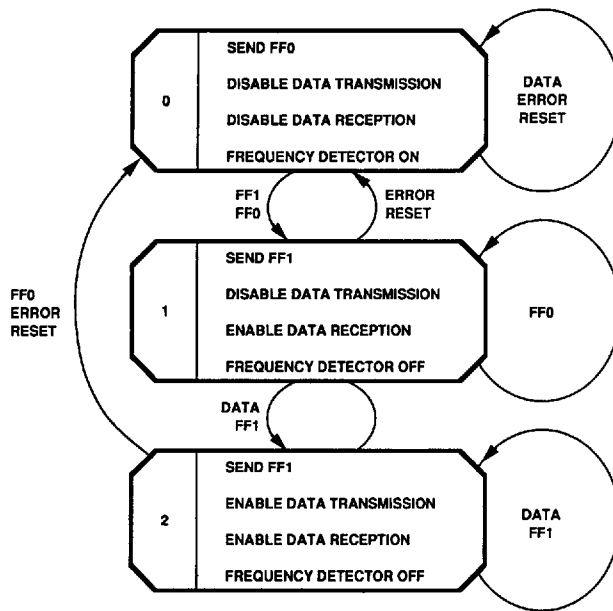 SEND FF0
DISABLE DATA TRANSMISSION
0
DISABLE DATA RECEPTION
FREQUENCY DETECTOR ON
DATA
ERROR
RESET
FF1
FF0
ERROR
RESET
SEND FF1
DISABLE DATA TRANSMISSION
1
ENABLE DATA RECEPTION
FREQUENCY DETECTOR OFF
FF0
FF0
ERROR
RESET
DATA
FF1
SEND FF1
ENABLE DATA TRANSMISSION
2
ENABLE DATA RECEPTION
FREQUENCY DETECTOR OFF
DATA
FF1